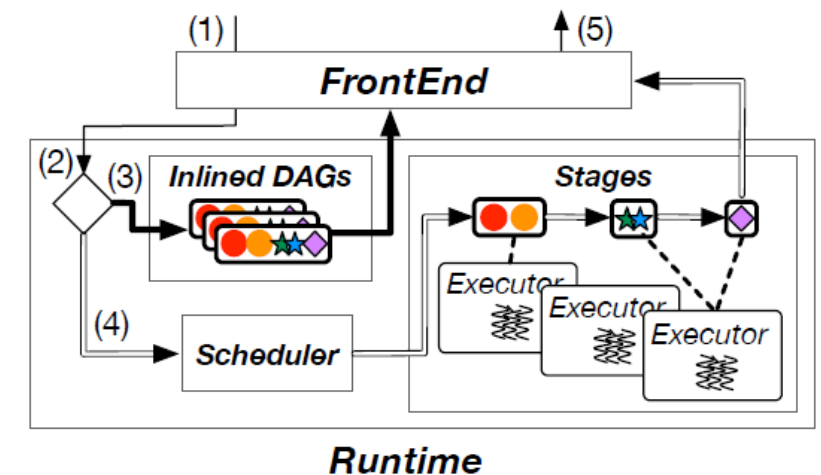 (1)
(5)
FrontEnd
(2)
(3)
Inlined DAGs
Stages
Executor
Executor
Executor
(4)
Scheduler
Runtime